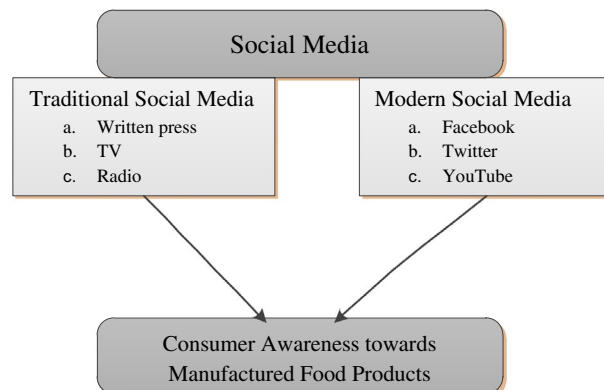 Social Media
Traditional Social Media
a. Written press
b. TV
c. Radio
Modern Social Media
a. Facebook
b. Twitter
c. YouTube
Consumer Awareness towards
Manufactured Food Products